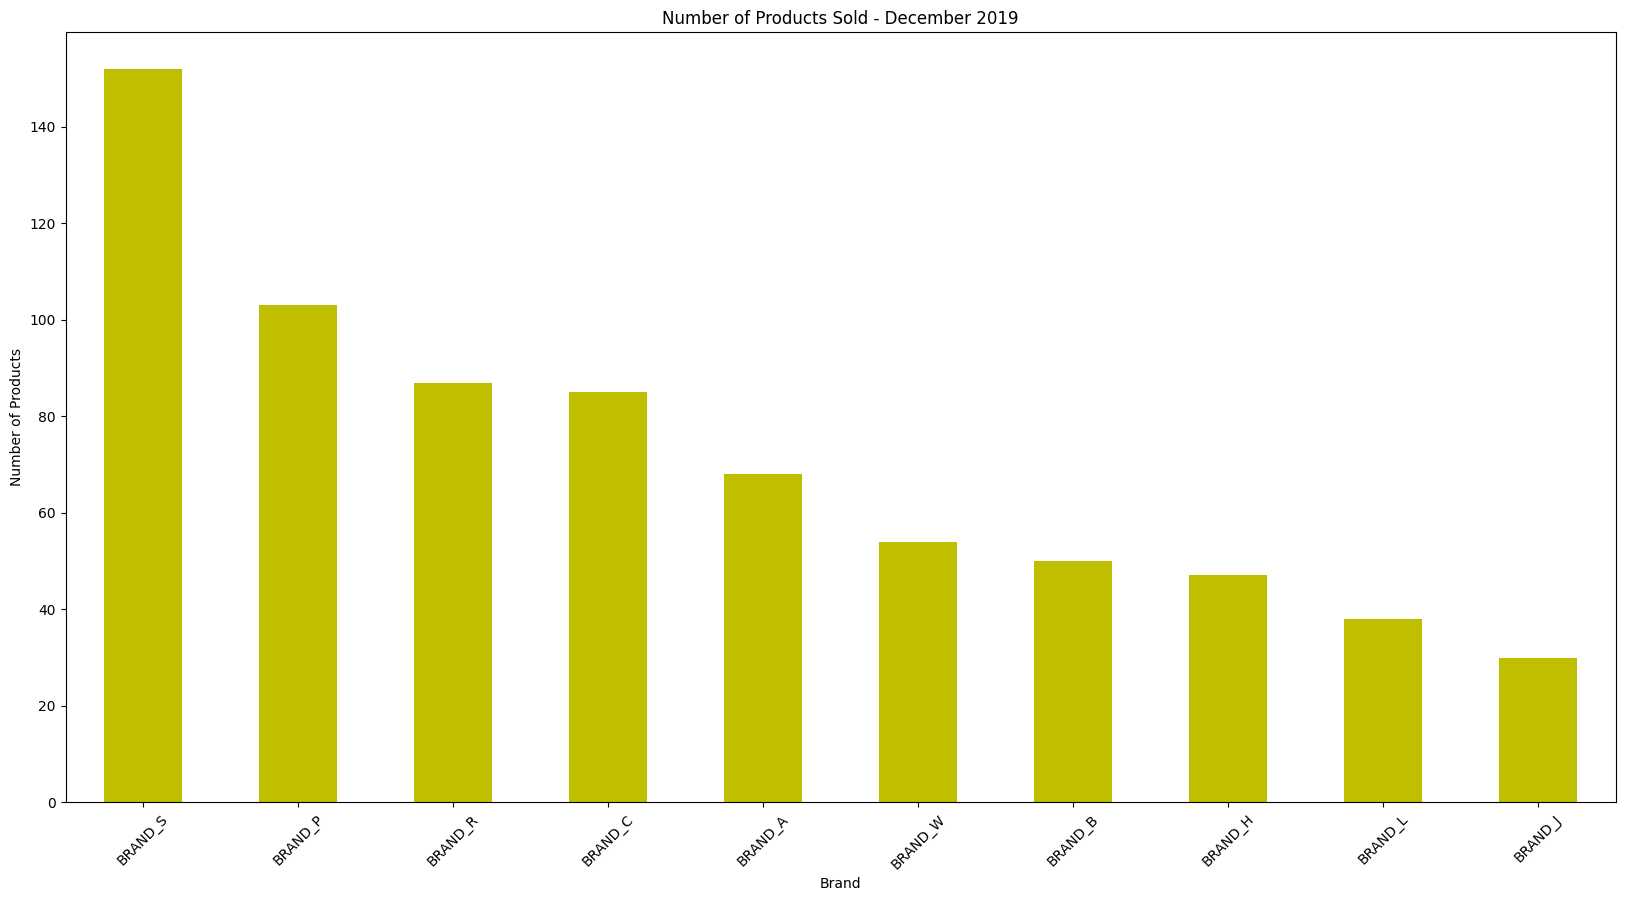 Number of Products Sold - December 2019
Number of Products
140
120
100
80
60
40
20
0
BRAND_S
BRAND_P
BRAND_R
BRAND_C
BRAND_A
BRAND_W
BRAND_B
BRAND_H
BRAND_L
BRAND_J
Brand